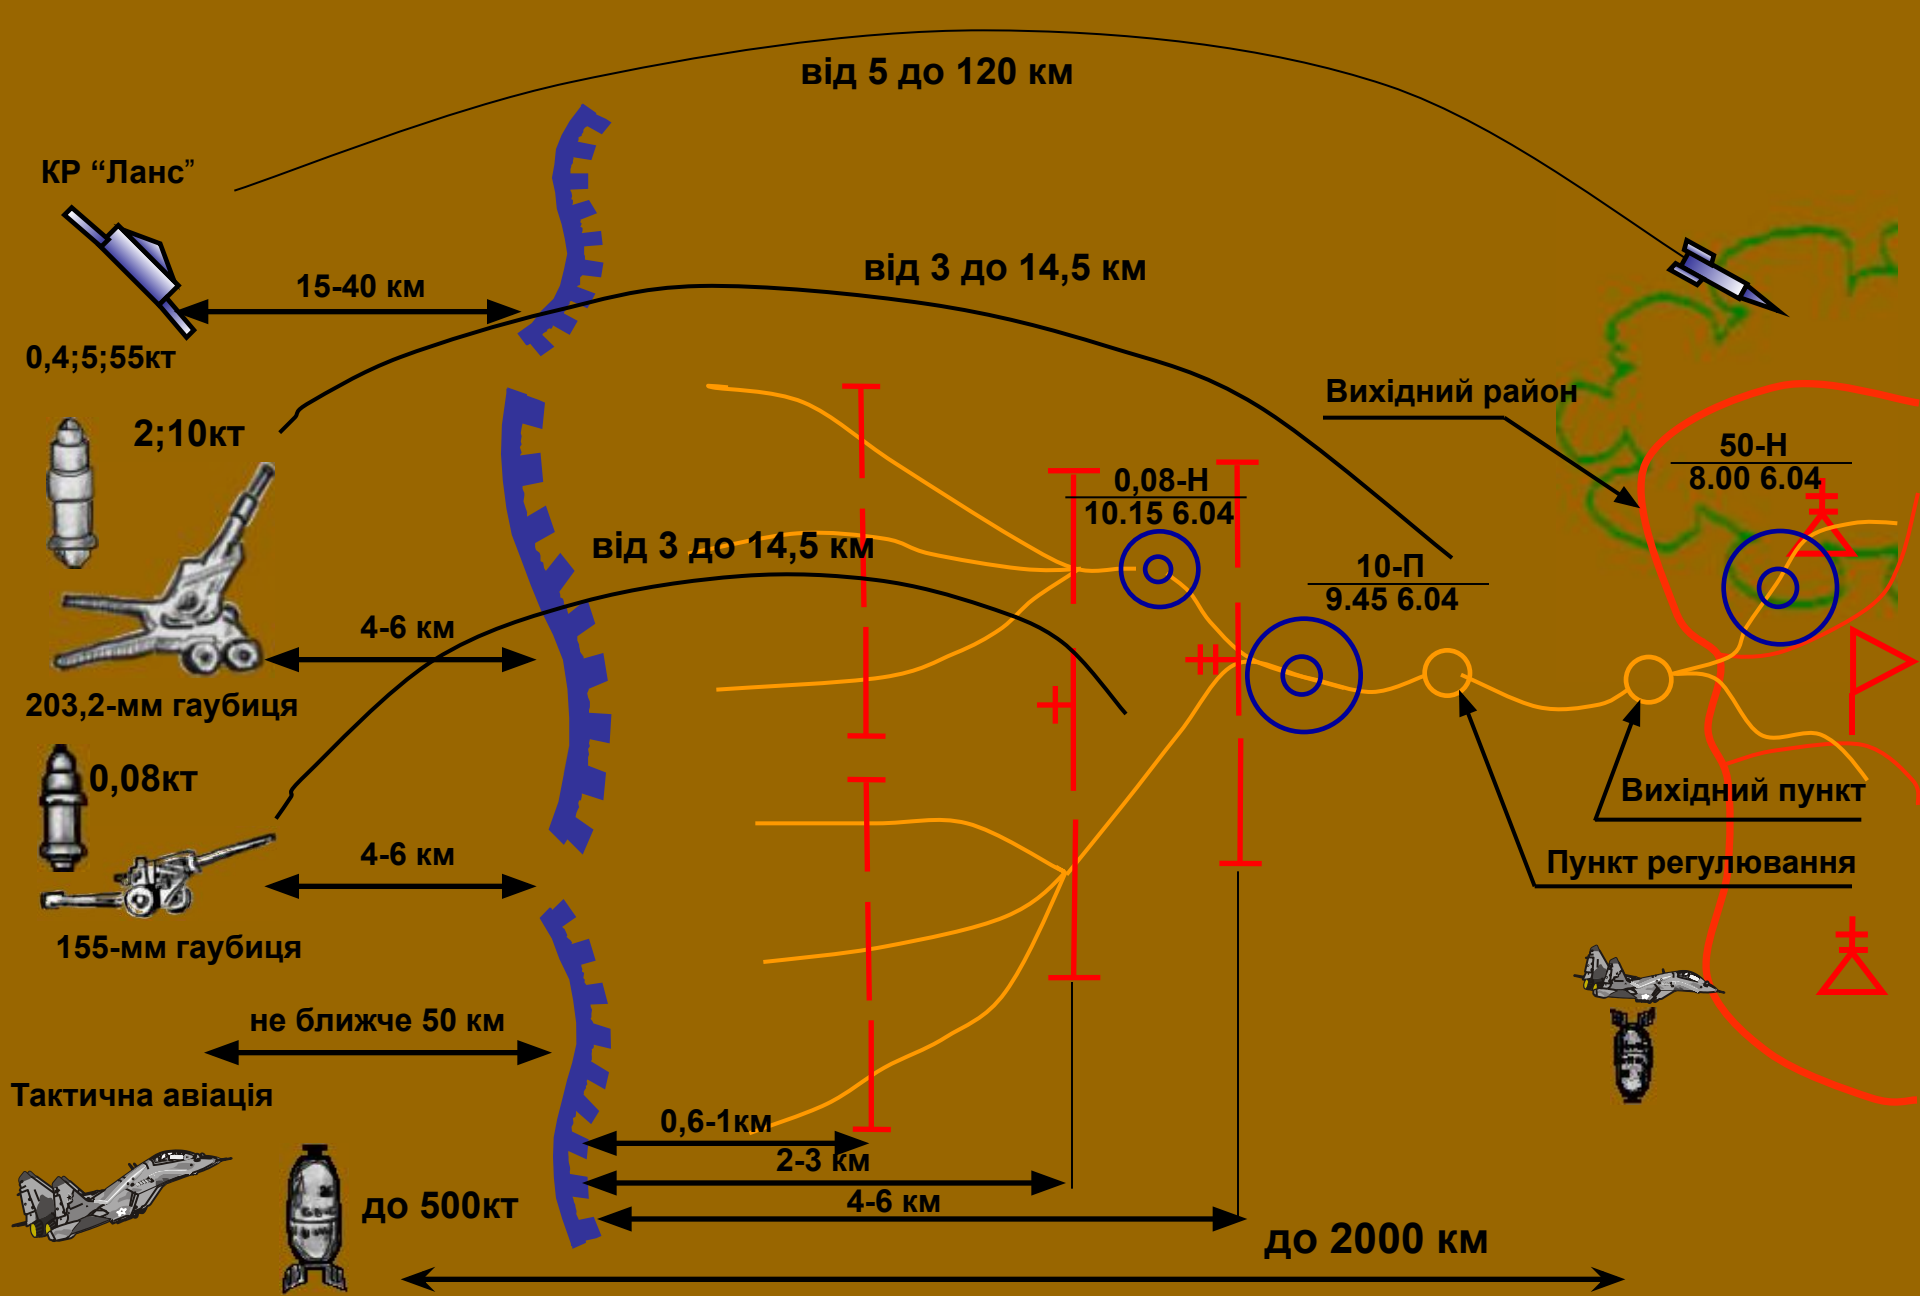 від 5 до 120 км
КР “Ланс”
від 3 до 14,5 км
15-40 км
0,4;5;55кт
Вихідний район
2;10кт
50-Н
8.00 6.04
0,08-Н
10.15 6.04
від 3 до 14,5 км
10-П
9.45 6.04
4-6 км
203,2-мм гаубиця
0,08кт
Вихідний пункт
4-6 км
Пункт регулювання
155-мм гаубиця
не ближче 50 км
Тактична авіація
0,6-1км
2-3 км
4-6 км
до 500кт
до 2000 км